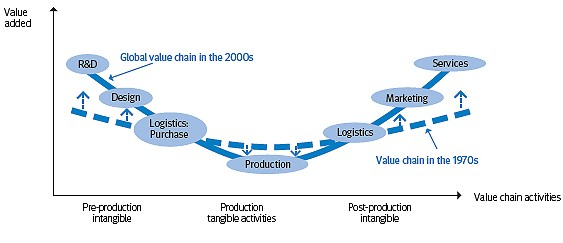 Value
added
R&D
Global value chain in the 2000s
Services
Design
Marketing
Logistics:
Purchase
Logistics
Production
Value chain in the 1970s
Value chain activities
Pre-production
intangible
Production
tangible activities
Post-production
intangible